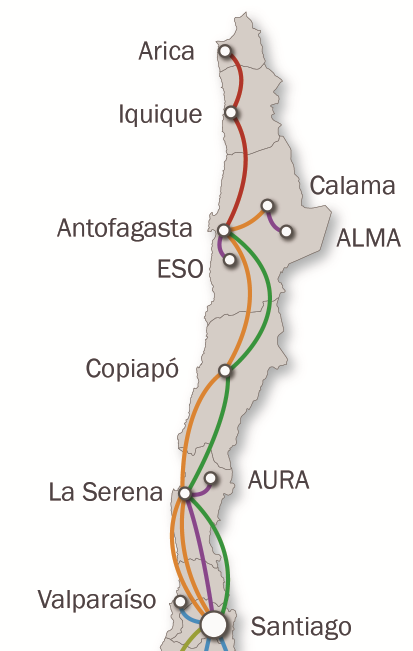 Arica
Iquique
Calama
Antofagasta
ALMA
ESO
Copiapó
AURA
La Serena
Valparaíso
Santiago